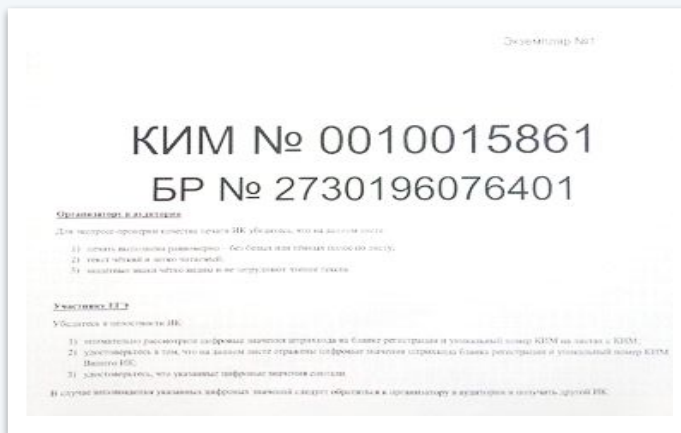 Экземпляр №1
КИМ № 0010015861
БР № 2730196076401
Организатору в аудитории
Для экспресс-проверки качества печати ИК убедитесь, что на данном листе:
1) печать выполнена равномерно – без белых или тёмных полос по листу;
2) текст чёткий и легко читаемый;
3) защитные знаки чётко видны и не затрудняют чтение текста.
Участнику ЕГЭ
Убедитесь в целостности ИК:
1) внимательно рассмотрите цифровые значения штрихкода на бланке регистрации и уникальный номер КИМ на листах с КИМ;
2) удостоверьтесь в том, что на данном листе отражены цифровые значения штрихкода бланка регистрации и уникальный номер КИМ
Вашего ИК;
3) удостоверьтесь, что указанные цифровые значения совпали.
В случае несовпадения указанных цифровых значений следует обратиться к организатору в аудитории и получить другой ИК.